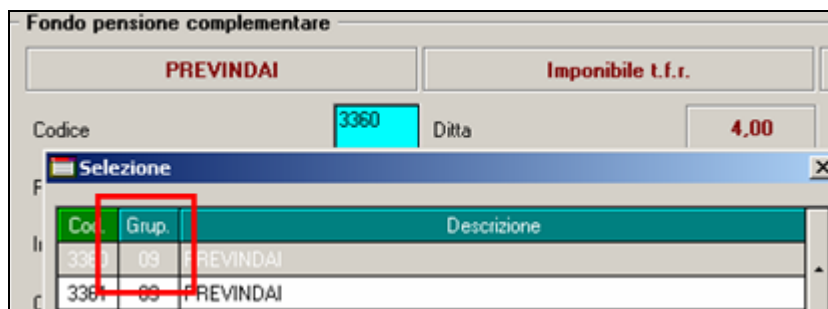 Fondo pensione complementare
PREVINDAI Imponibile t.f.r.
Codice 3360 Ditta 4,00
Selezione
Cod. Grup. Descrizione
3360 09 PREVINDAI
3361 09 PREVINDAI